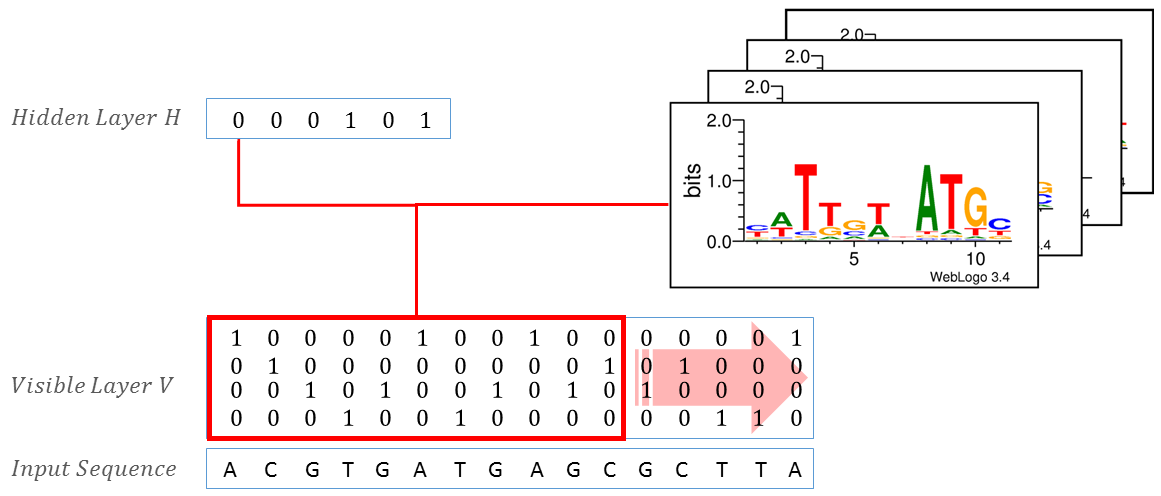 2.0
2.0
2.0
Hidden Layer H 0 0 0 1 0 1
2.0
bits
1.0
0.0
5 10
WebLogo 3.4
4
.4
4
1 0 0 0 0 1 0 0 1 0 0 0 0 0 0 1
0 1 0 0 0 0 0 0 0 0 1 0 1 0 0 0
Visible Layer V
0 0 1 0 1 0 0 1 0 1 0 1 0 0 0 0
0 0 0 1 0 0 1 0 0 0 0 0 0 1 1 0
Input Sequence A C G T G A T G A G C G C T T A